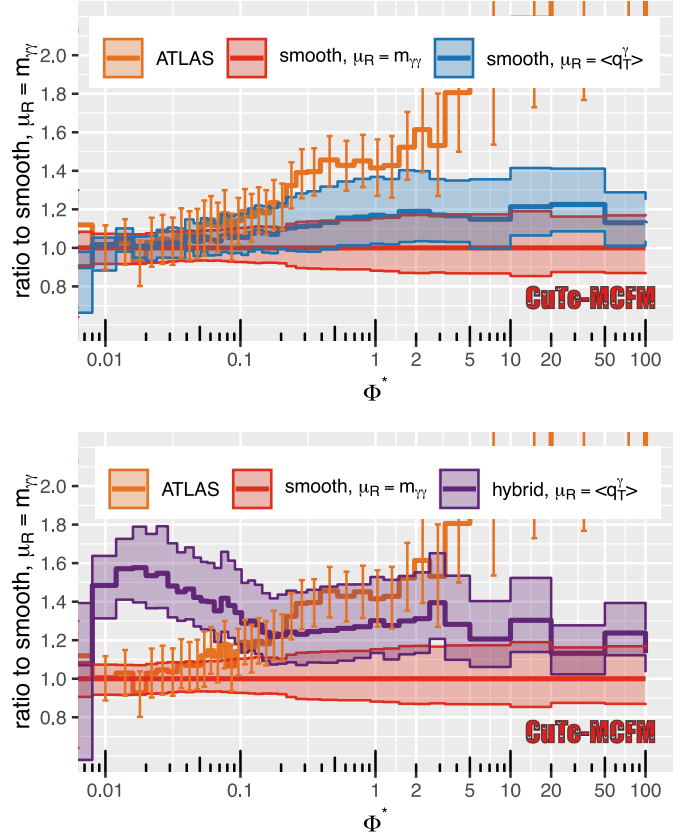 ratio to smooth, μR = mγγ
2.0
1.8
1.6
1.4
1.2
1.0
0.8
ATLAS
smooth, μR = mγγ
smooth, μR = <qTγ>
CuTe-MCFM
0.01 0.1 1 2 5 10 20 50 100
Φ*
ratio to smooth, μR = mγγ
2.0
1.8
1.6
1.4
1.2
1.0
0.8
ATLAS
smooth, μR = mγγ
hybrid, μR = <qTγ>
CuTe-MCFM
0.01 0.1 1 2 5 10 20 50 100
Φ*